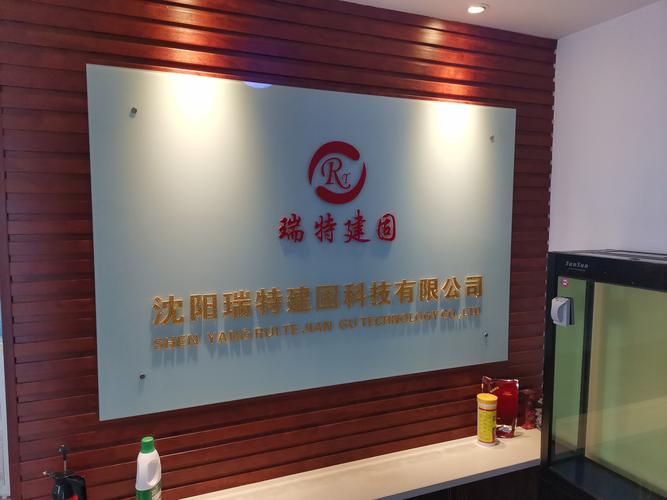 RT
瑞特建固
沈阳瑞特建固科技有限公司
SHEN YANG RUI TE JIAN GU TECHNOLOGY CO.,LTD
SunSun